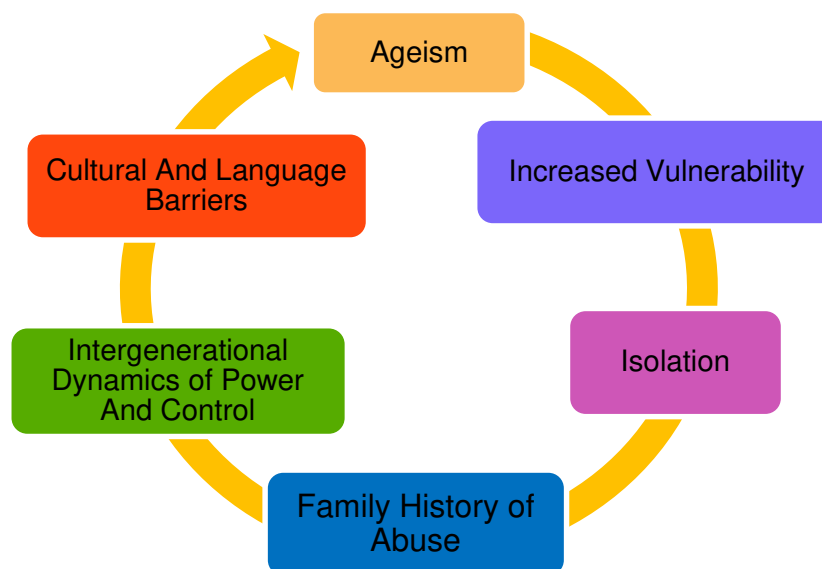 Ageism
Increased Vulnerability
Isolation
Family History of
Abuse
Intergenerational
Dynamics of Power
And Control
Cultural And Language
Barriers